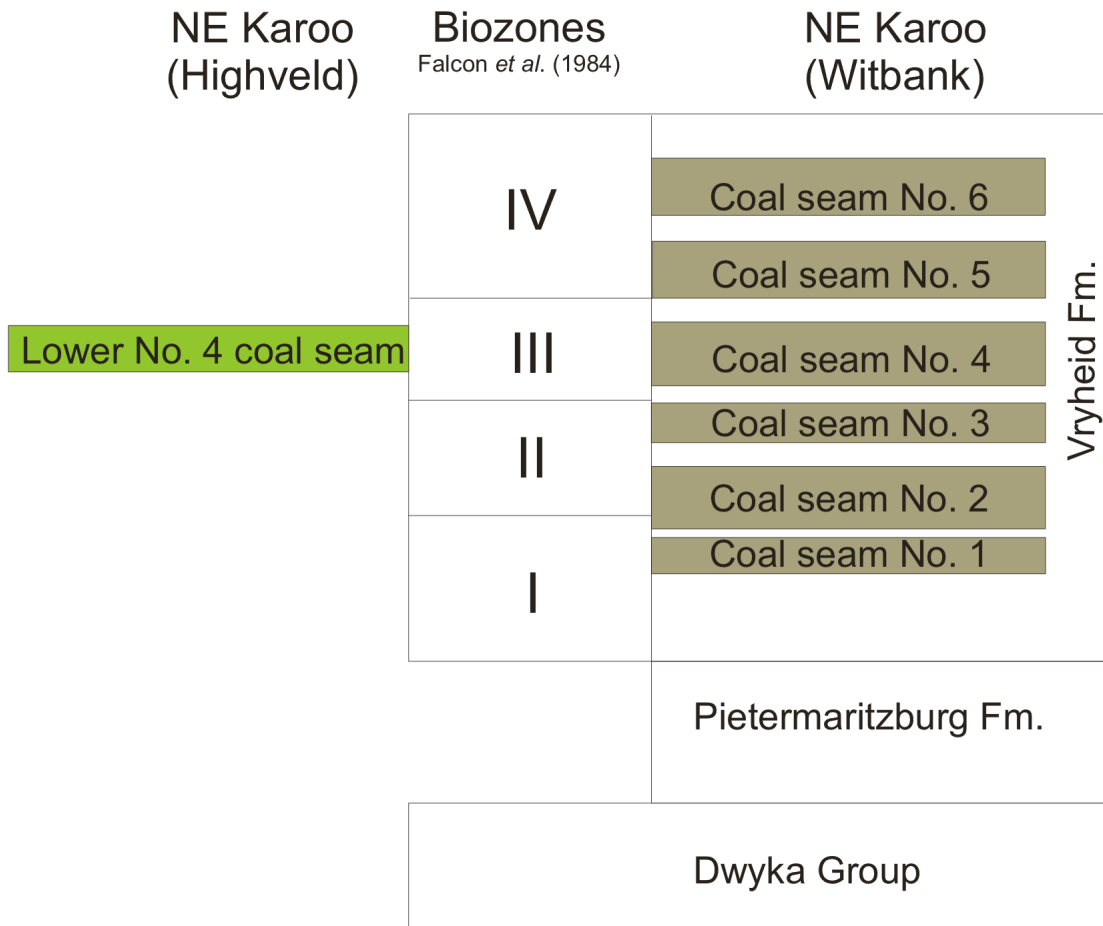 NE Karoo
(Highveld)
Biozones
Falcon et al. (1984)
NE Karoo
(Witbank)
IV
Coal seam No. 6
Coal seam No. 5
Lower No. 4 coal seam
III
Coal seam No. 4
Vryheid Fm.
II
Coal seam No. 3
Coal seam No. 2
I
Coal seam No. 1
Pietermaritzburg Fm.
Dwyka Group